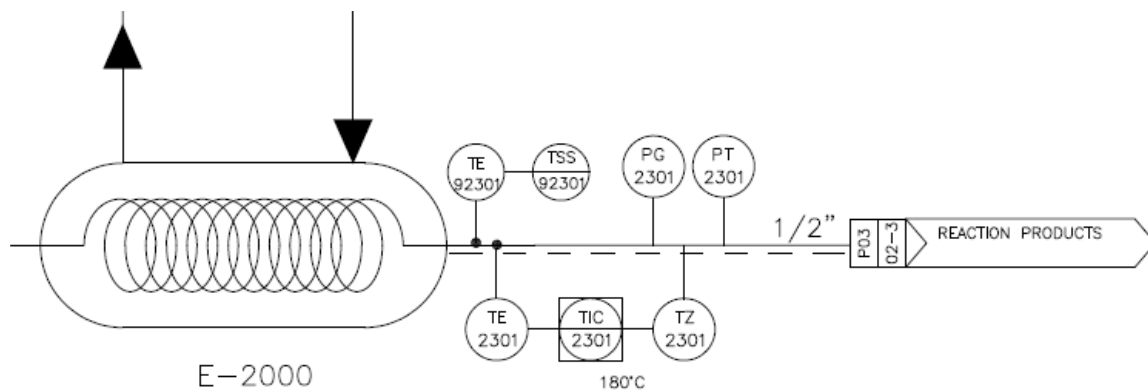 TE
92301
TSS
92301
PG
2301
PT
2301
1/2"
P03
02-3
REACTION PRODUCTS
TE
2301
TIC
2301
TZ
2301
180°C
E-2000